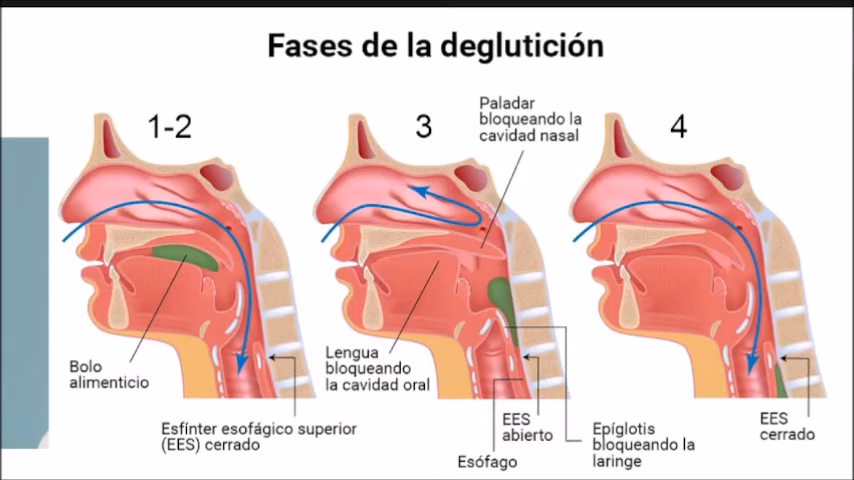 Fases de la deglución
1-2
3
4
Paladar
bloqueando la
cavidad nasal
Bolo
alimenticio
Esfínter esofágico superior
(EES) cerrado
Lengua
bloqueando
la cavidad oral
Esófago
EES
abierto
Epíglotis
bloqueando la
laringe
EES
cerrado